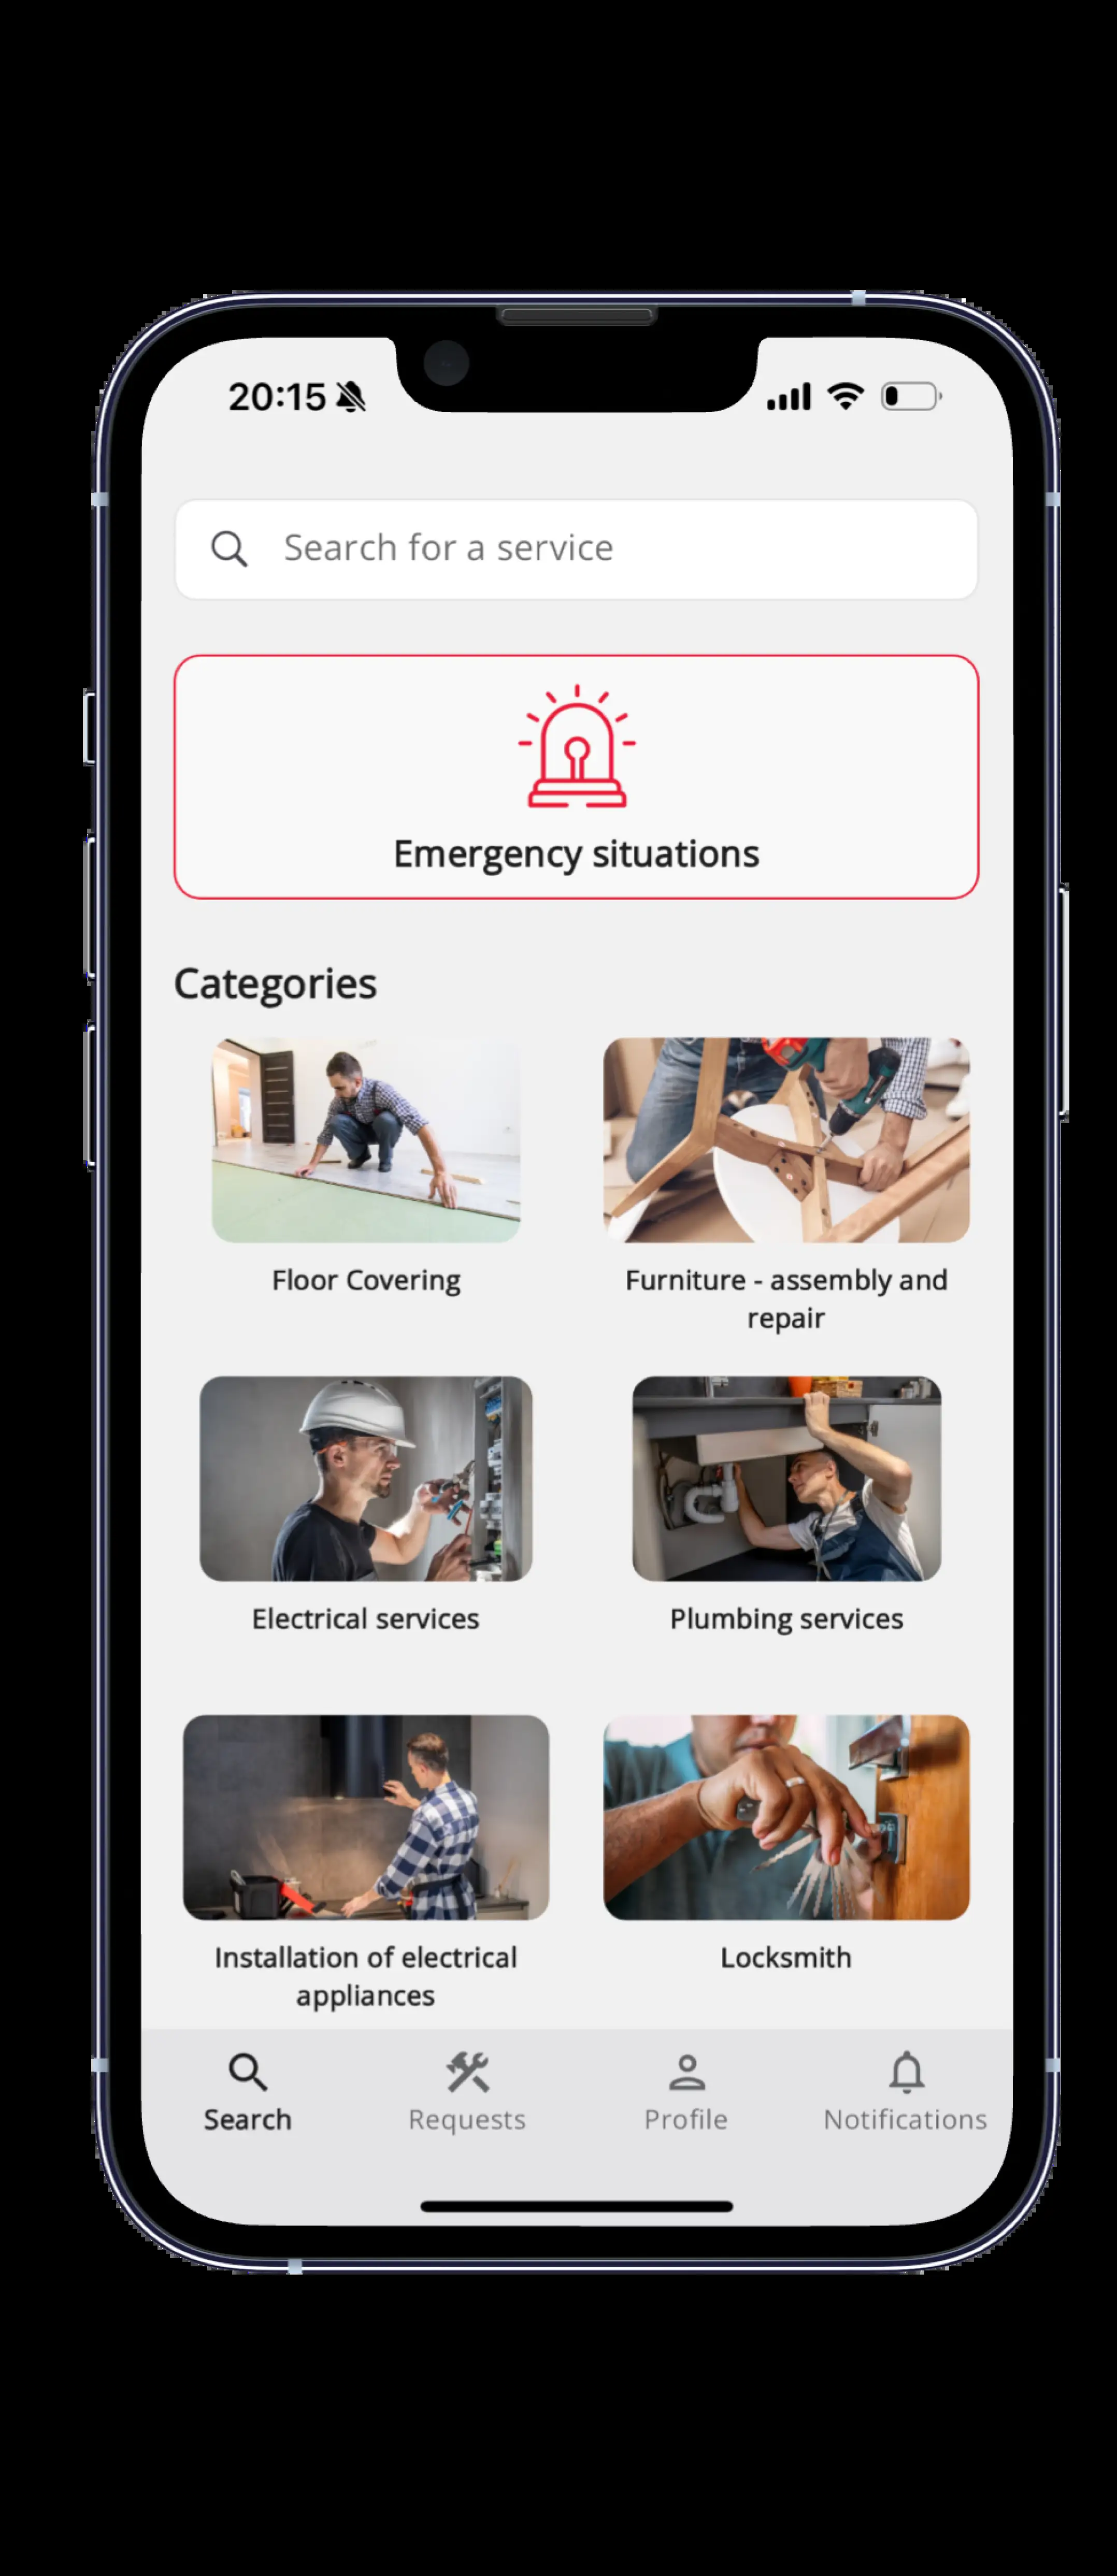 20:15
Search for a service
Emergency situations
Categories
Floor Covering
Furniture - assembly and
repair
Electrical services
Plumbing services
Installation of electrical
appliances
Locksmith
Search
Requests
Profile
Notifications